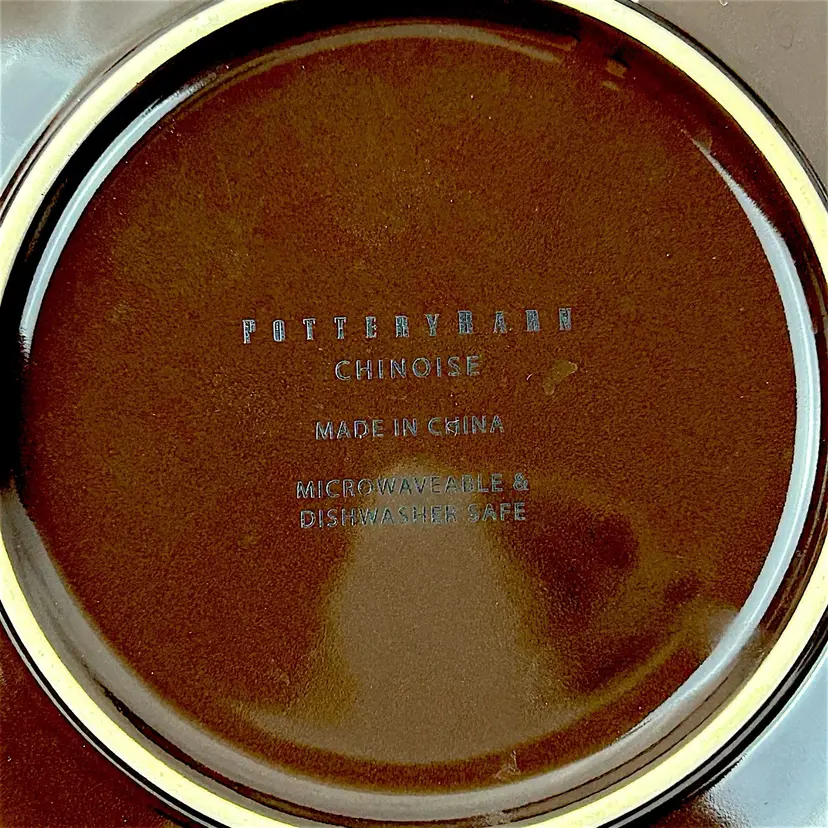 POTTERYBARN
CHINOISE
MADE IN CHINA
MICROWAVEABLE &
DISHWASHER SAFE